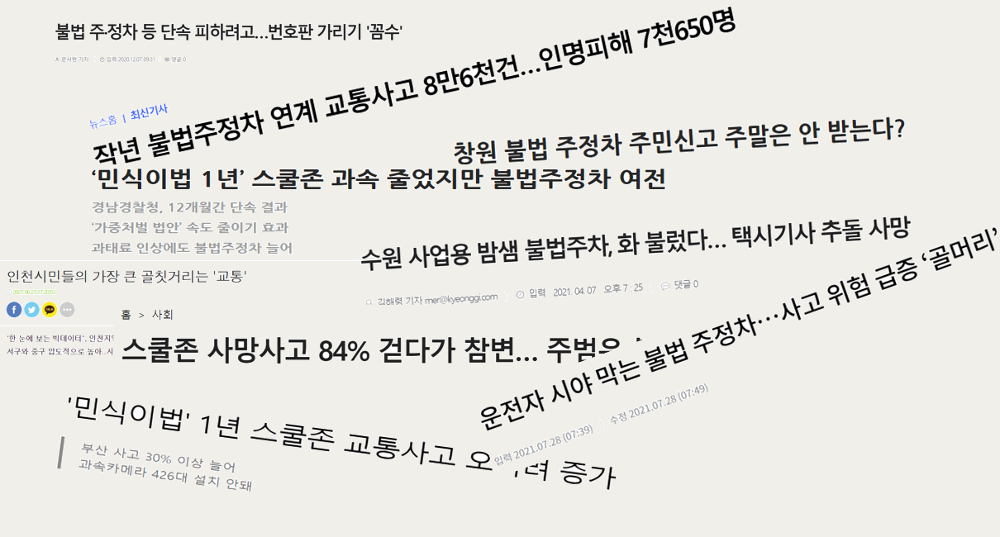 불법 주·정차 등 단속 피하려고...번호판 가리기 '꼼수'
문서현 기자 입력 2020.12.07 09:31 댓글 0
작년 불법주정차 연계 교통사고 8만6천건...인명피해 7천650명
뉴스홈 | 최신기사
창원 불법 주정차 주민신고 주말은 안 받는다?
‘민식이법 1년’ 스쿨존 과속 줄었지만 불법주정차 여전
경남경찰청, 12개월간 단속 결과
‘가중처벌 법안’ 속도 줄이기 효과
과태료 인상에도 불법주정차 늘어
수원 사업용 밤샘 불법주차, 화 불렀다... 택시기사 추돌 사망
김해령 기자 mer@kyeonggi.com 입력 2021. 04. 07 오후 7 : 25 댓글 0
인천시민들의 가장 큰 골칫거리는 '교통'
'한 눈에 보는 빅데이터', 인천지역
서구와 중구 압도적으로 높아..시
홈 > 사회
스쿨존 사망사고 84% 걷다가 참변... 주범은
운전자 시야 막는 불법 주정차…사고 위험 급증 ‘골머리’
입력 2021.07.28 (07:39) 수정 2021.07.28 (07:49)
'민식이법' 1년 스쿨존 교통사고 오 려 증가
부산 사고 30% 이상 늘어
과속카메라 426대 설치 안돼